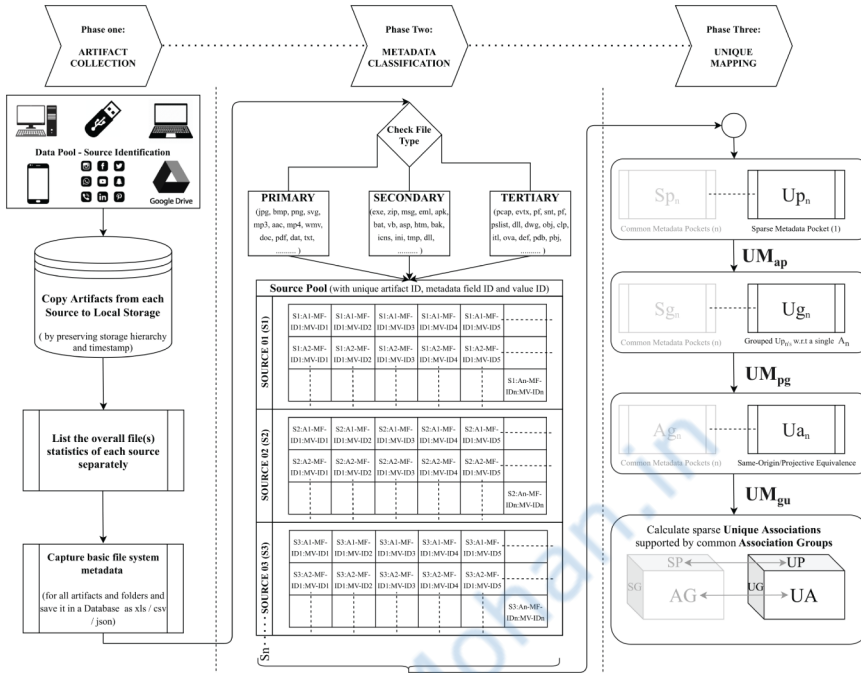 Phase one:
ARTIFACT
COLLECTION
Phase Two:
METADATA
CLASSIFICATION
Phase Three:
UNIQUE
MAPPING
Data Pool - Source Identification
Google Drive
Copy Artifacts from each
Source to Local Storage
( by preserving storage hierarchy
and timestamp)
List the overall file(s)
statistics of each source
separately
Capture basic file system
metadata
(for all artifacts and folders and
save it in a Database as xls / csv
/ json)
Check File
Type
PRIMARY
(jpg, bmp, png, svg,
mp3, aac, mp4, wmv,
doc, pdf, dat, txt,
.......... )
SECONDARY
(exe, zip, msg, eml, apk,
bat, vb, asp, htm, bak,
icns, ini, tmp, dll,
.......... )
TERTIARY
(pcap, evtx, pf, snt, pf,
pslist, dll, dwg, obj, clp,
itl, ova, def, pdb, pbj,
.......... )
Source Pool (with unique artifact ID, metadata field ID and value ID)
SOURCE 01 (S1)
S1:A1-MF- S1:A1-MF- S1:A1-MF- S1:A1-MF- S1:A1-MF-
ID1:MV-ID1 ID1:MV-ID2 ID1:MV-ID3 ID1:MV-ID4 ID1:MV-ID5
S1:A2-MF- S1:A2-MF- S1:A2-MF- S1:A2-MF- S1:A2-MF-
ID1:MV-ID1 ID1:MV-ID2 ID1:MV-ID3 ID1:MV-ID4 ID1:MV-ID5
S1:An-MF-
IDn:MV-IDn
SOURCE 02 (S2)
S2:A1-MF- S2:A1-MF- S2:A1-MF- S2:A1-MF- S2:A1-MF-
ID1:MV-ID1 ID1:MV-ID2 ID1:MV-ID3 ID1:MV-ID4 ID1:MV-ID5
S2:A2-MF- S2:A2-MF- S2:A2-MF- S2:A2-MF- S2:A2-MF-
ID1:MV-ID1 ID1:MV-ID2 ID1:MV-ID3 ID1:MV-ID4 ID1:MV-ID5
S2:An-MF-
IDn:MV-IDn
SOURCE 03 (S3)
S3:A1-MF- S3:A1-MF- S3:A1-MF- S3:A1-MF- S3:A1-MF-
ID1:MV-ID1 ID1:MV-ID2 ID1:MV-ID3 ID1:MV-ID4 ID1:MV-ID5
S3:A2-MF- S3:A2-MF- S3:A2-MF- S3:A2-MF- S3:A2-MF-
ID1:MV-ID1 ID1:MV-ID2 ID1:MV-ID3 ID1:MV-ID4 ID1:MV-ID5
S3:An-MF-
IDn:MV-IDn
Sn
Spn Upn
Common Metadata Pockets (n) Sparse Metadata Pocket (1)
UMap
Sgn Ugn
Common Metadata Pockets (n) Grouped Upn's w.r.t a single An
UMpg
Agn Uan
Common Metadata Pockets (n) Same-Origin/Projective Equivalence
UMgu
Calculate sparse Unique Associations
supported by common Association Groups
SP UP
SG UG
AG UA
Mohan.in